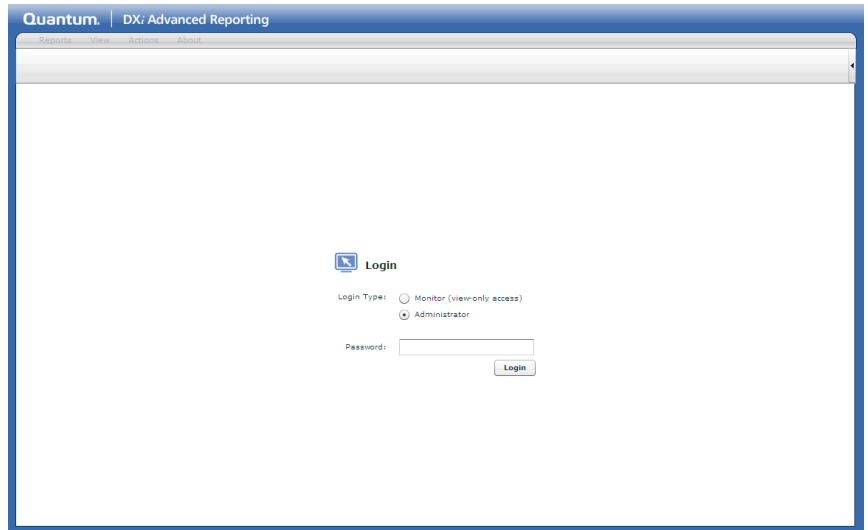 Quantum. DXi Advanced Reporting
Reports View Actions About
Login
Login Type: Monitor (view-only access)
Administrator
Password:
Login